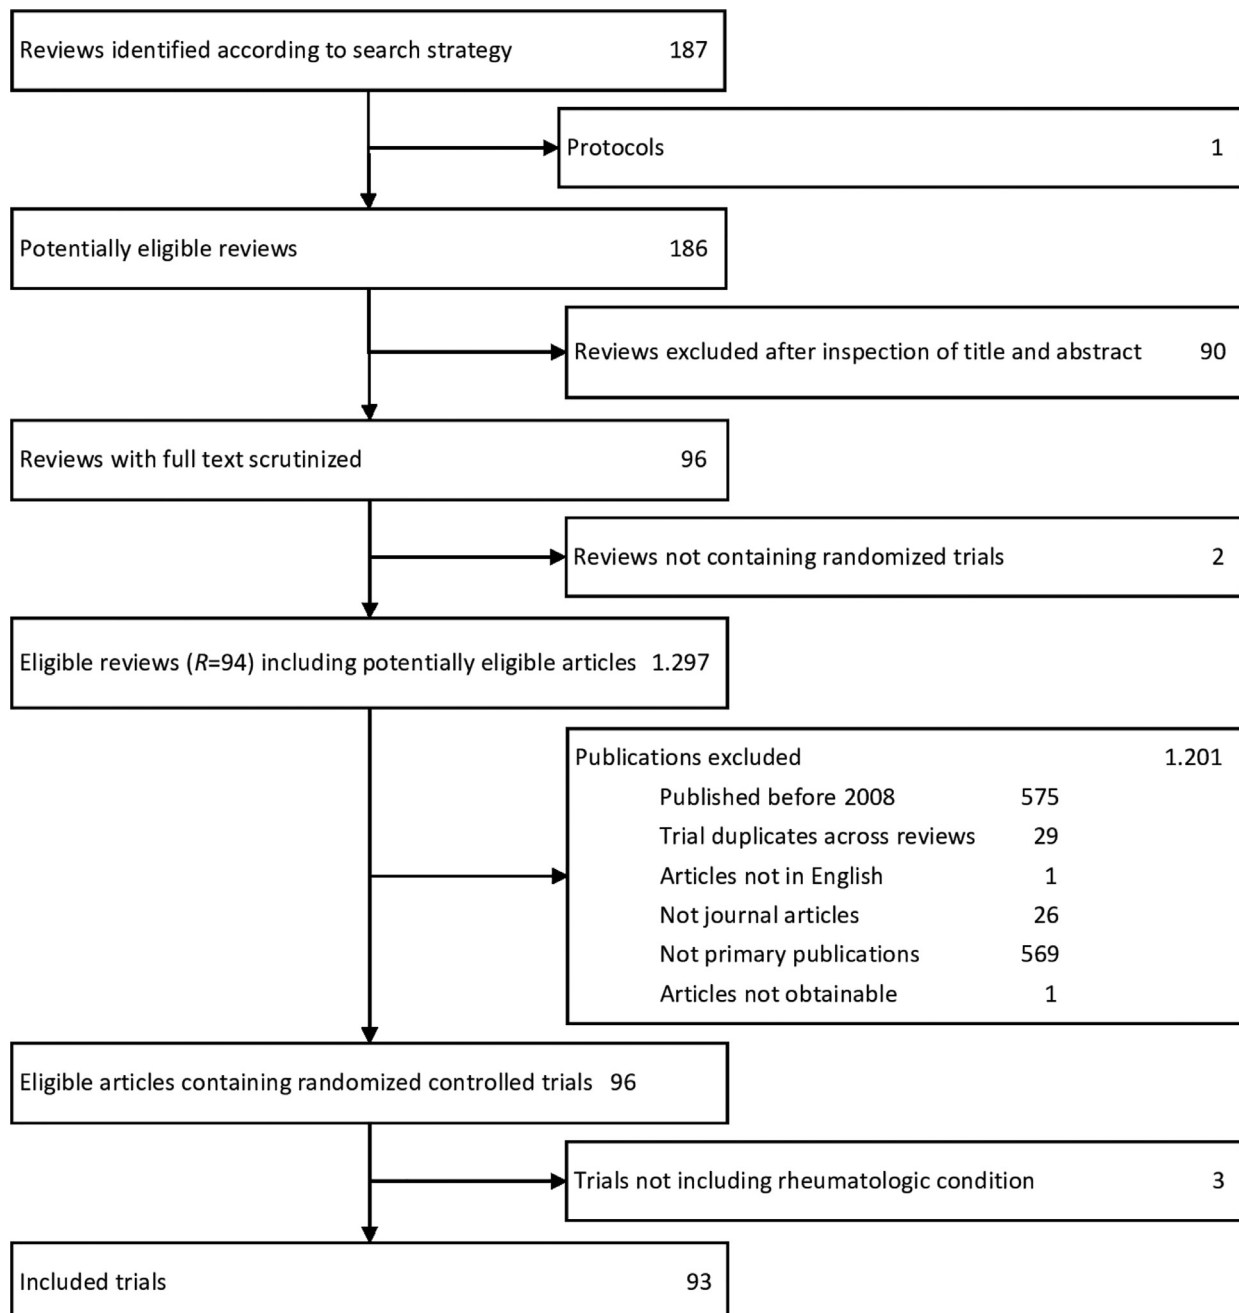 Reviews identified according to search strategy 187
Protocols 1
Potentially eligible reviews 186
Reviews excluded after inspection of title and abstract 90
Reviews with full text scrutinized 96
Reviews not containing randomized trials 2
Eligible reviews (R=94) including potentially eligible articles 1.297
Publications excluded 1.201
Published before 2008 575
Trial duplicates across reviews 29
Articles not in English 1
Not journal articles 26
Not primary publications 569
Articles not obtainable 1
Eligible articles containing randomized controlled trials 96
Trials not including rheumatologic condition 3
Included trials 93